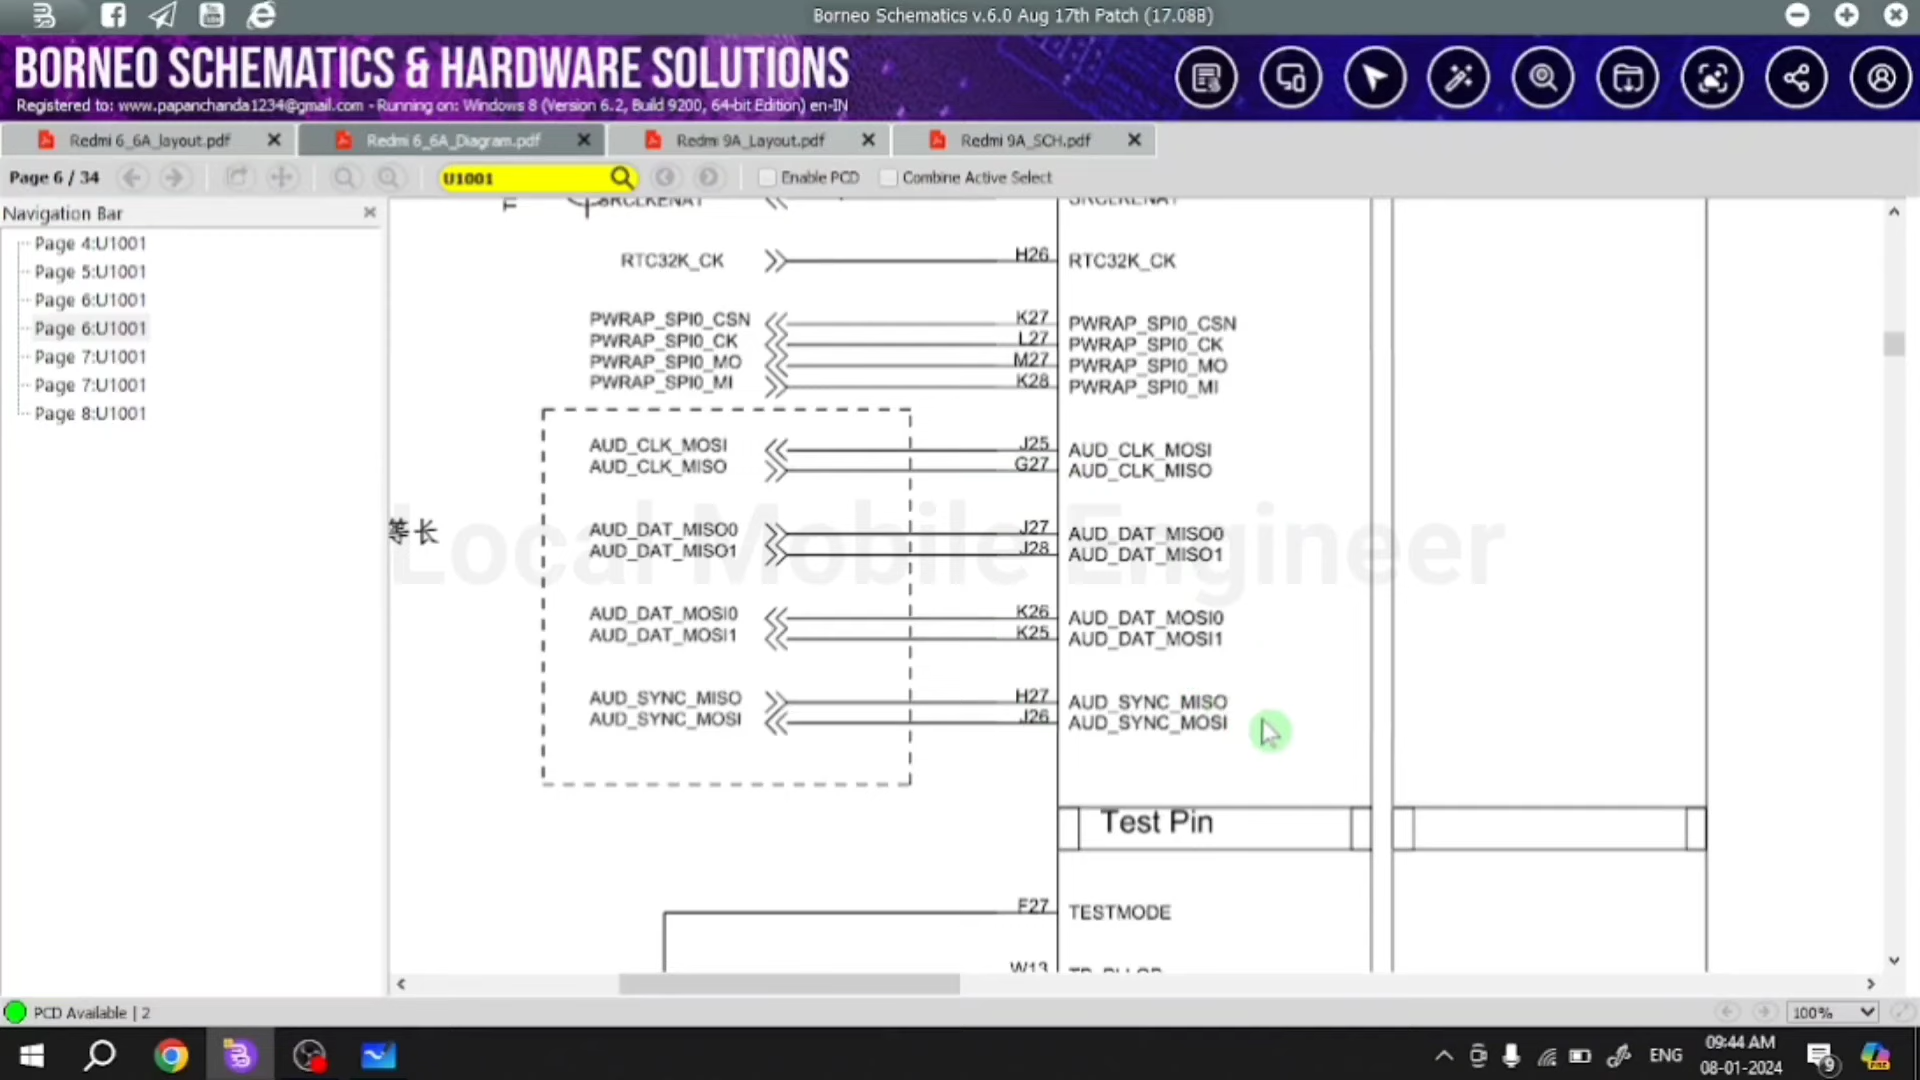 Borneo Schematics v.6.0 Aug 17th Patch (17.08B)
BORNEO SCHEMATICS & HARDWARE SOLUTIONS
Registered to: www.papanchanda1234@gmail.com - Running on: Windows 8 (Version 6.2, Build 9200, 64-bit Edition) en-IN
Redmi 6_6A_layout.pdf
Redmi 6_6A_Diagram.pdf
Redmi 9A_Layout.pdf
Redmi 9A_SCH.pdf
Page 6 / 34
U1001
Enable PCD
Combine Active Select
Navigation Bar
Page 4:U1001
Page 5:U1001
Page 6:U1001
Page 6:U1001
Page 7:U1001
Page 7:U1001
Page 8:U1001
RTC32K_CK H26 RTC32K_CK
PWRAP_SPI0_CSN K27 PWRAP_SPI0_CSN
PWRAP_SPI0_CK L27 PWRAP_SPI0_CK
PWRAP_SPI0_MO M27 PWRAP_SPI0_MO
PWRAP_SPI0_MI K28 PWRAP_SPI0_MI
AUD_CLK_MOSI J25 AUD_CLK_MOSI
AUD_CLK_MISO G27 AUD_CLK_MISO
等长
Local Mobile Engineer
AUD_DAT_MISO0 J27 AUD_DAT_MISO0
AUD_DAT_MISO1 J28 AUD_DAT_MISO1
AUD_DAT_MOSI0 K26 AUD_DAT_MOSI0
AUD_DAT_MOSI1 K25 AUD_DAT_MOSI1
AUD_SYNC_MISO H27 AUD_SYNC_MISO
AUD_SYNC_MOSI J26 AUD_SYNC_MOSI
Test Pin
F27 TESTMODE
W13
PCD Available | 2
100%
ENG
09:44 AM
08-01-2024
9